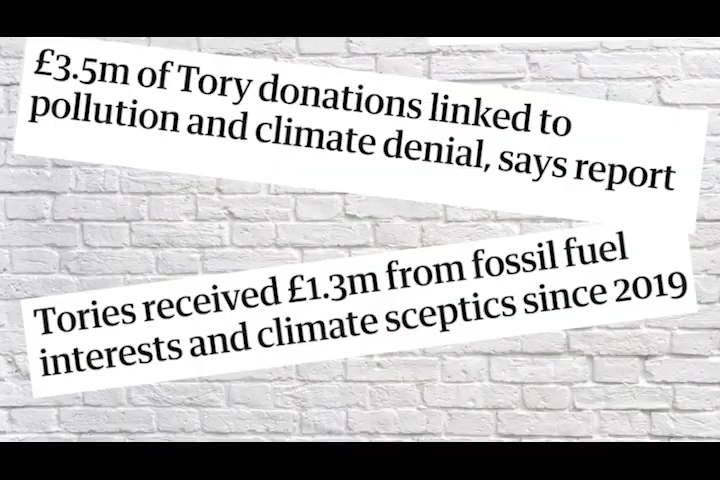 £3.5m of Tory donations linked to
pollution and climate denial, says report
Tories received £1.3m from fossil fuel
interests and climate sceptics since 2019